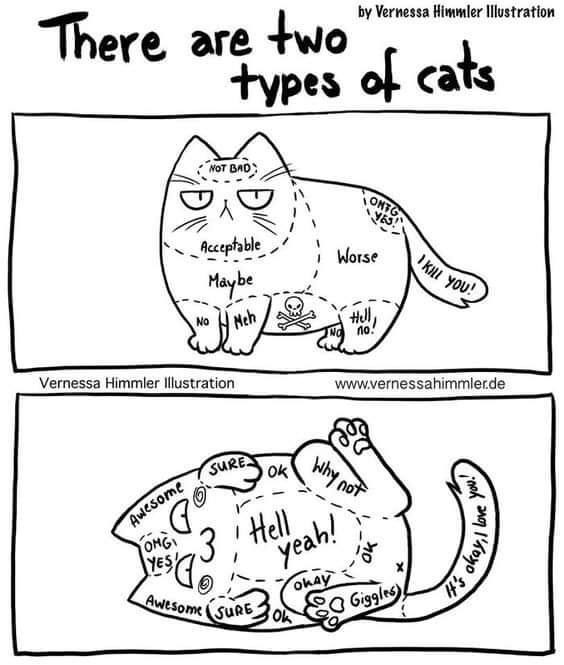 by Vernessa Himmler Illustration
There are two
types of cats
NOT BAD
OMFG
YES!
Acceptable
Worse
Maybe
I Kill YOU!
No
Meh
NO
Hell
no!
Vernessa Himmler Illustration
www.vernessahimmler.de
SURE
OK
Why
not
Awesome
OMG!
YES!
Hell
yeah!
OK
It's okay, I love you!
OKAY
Giggles
Awesome
SURE
OK